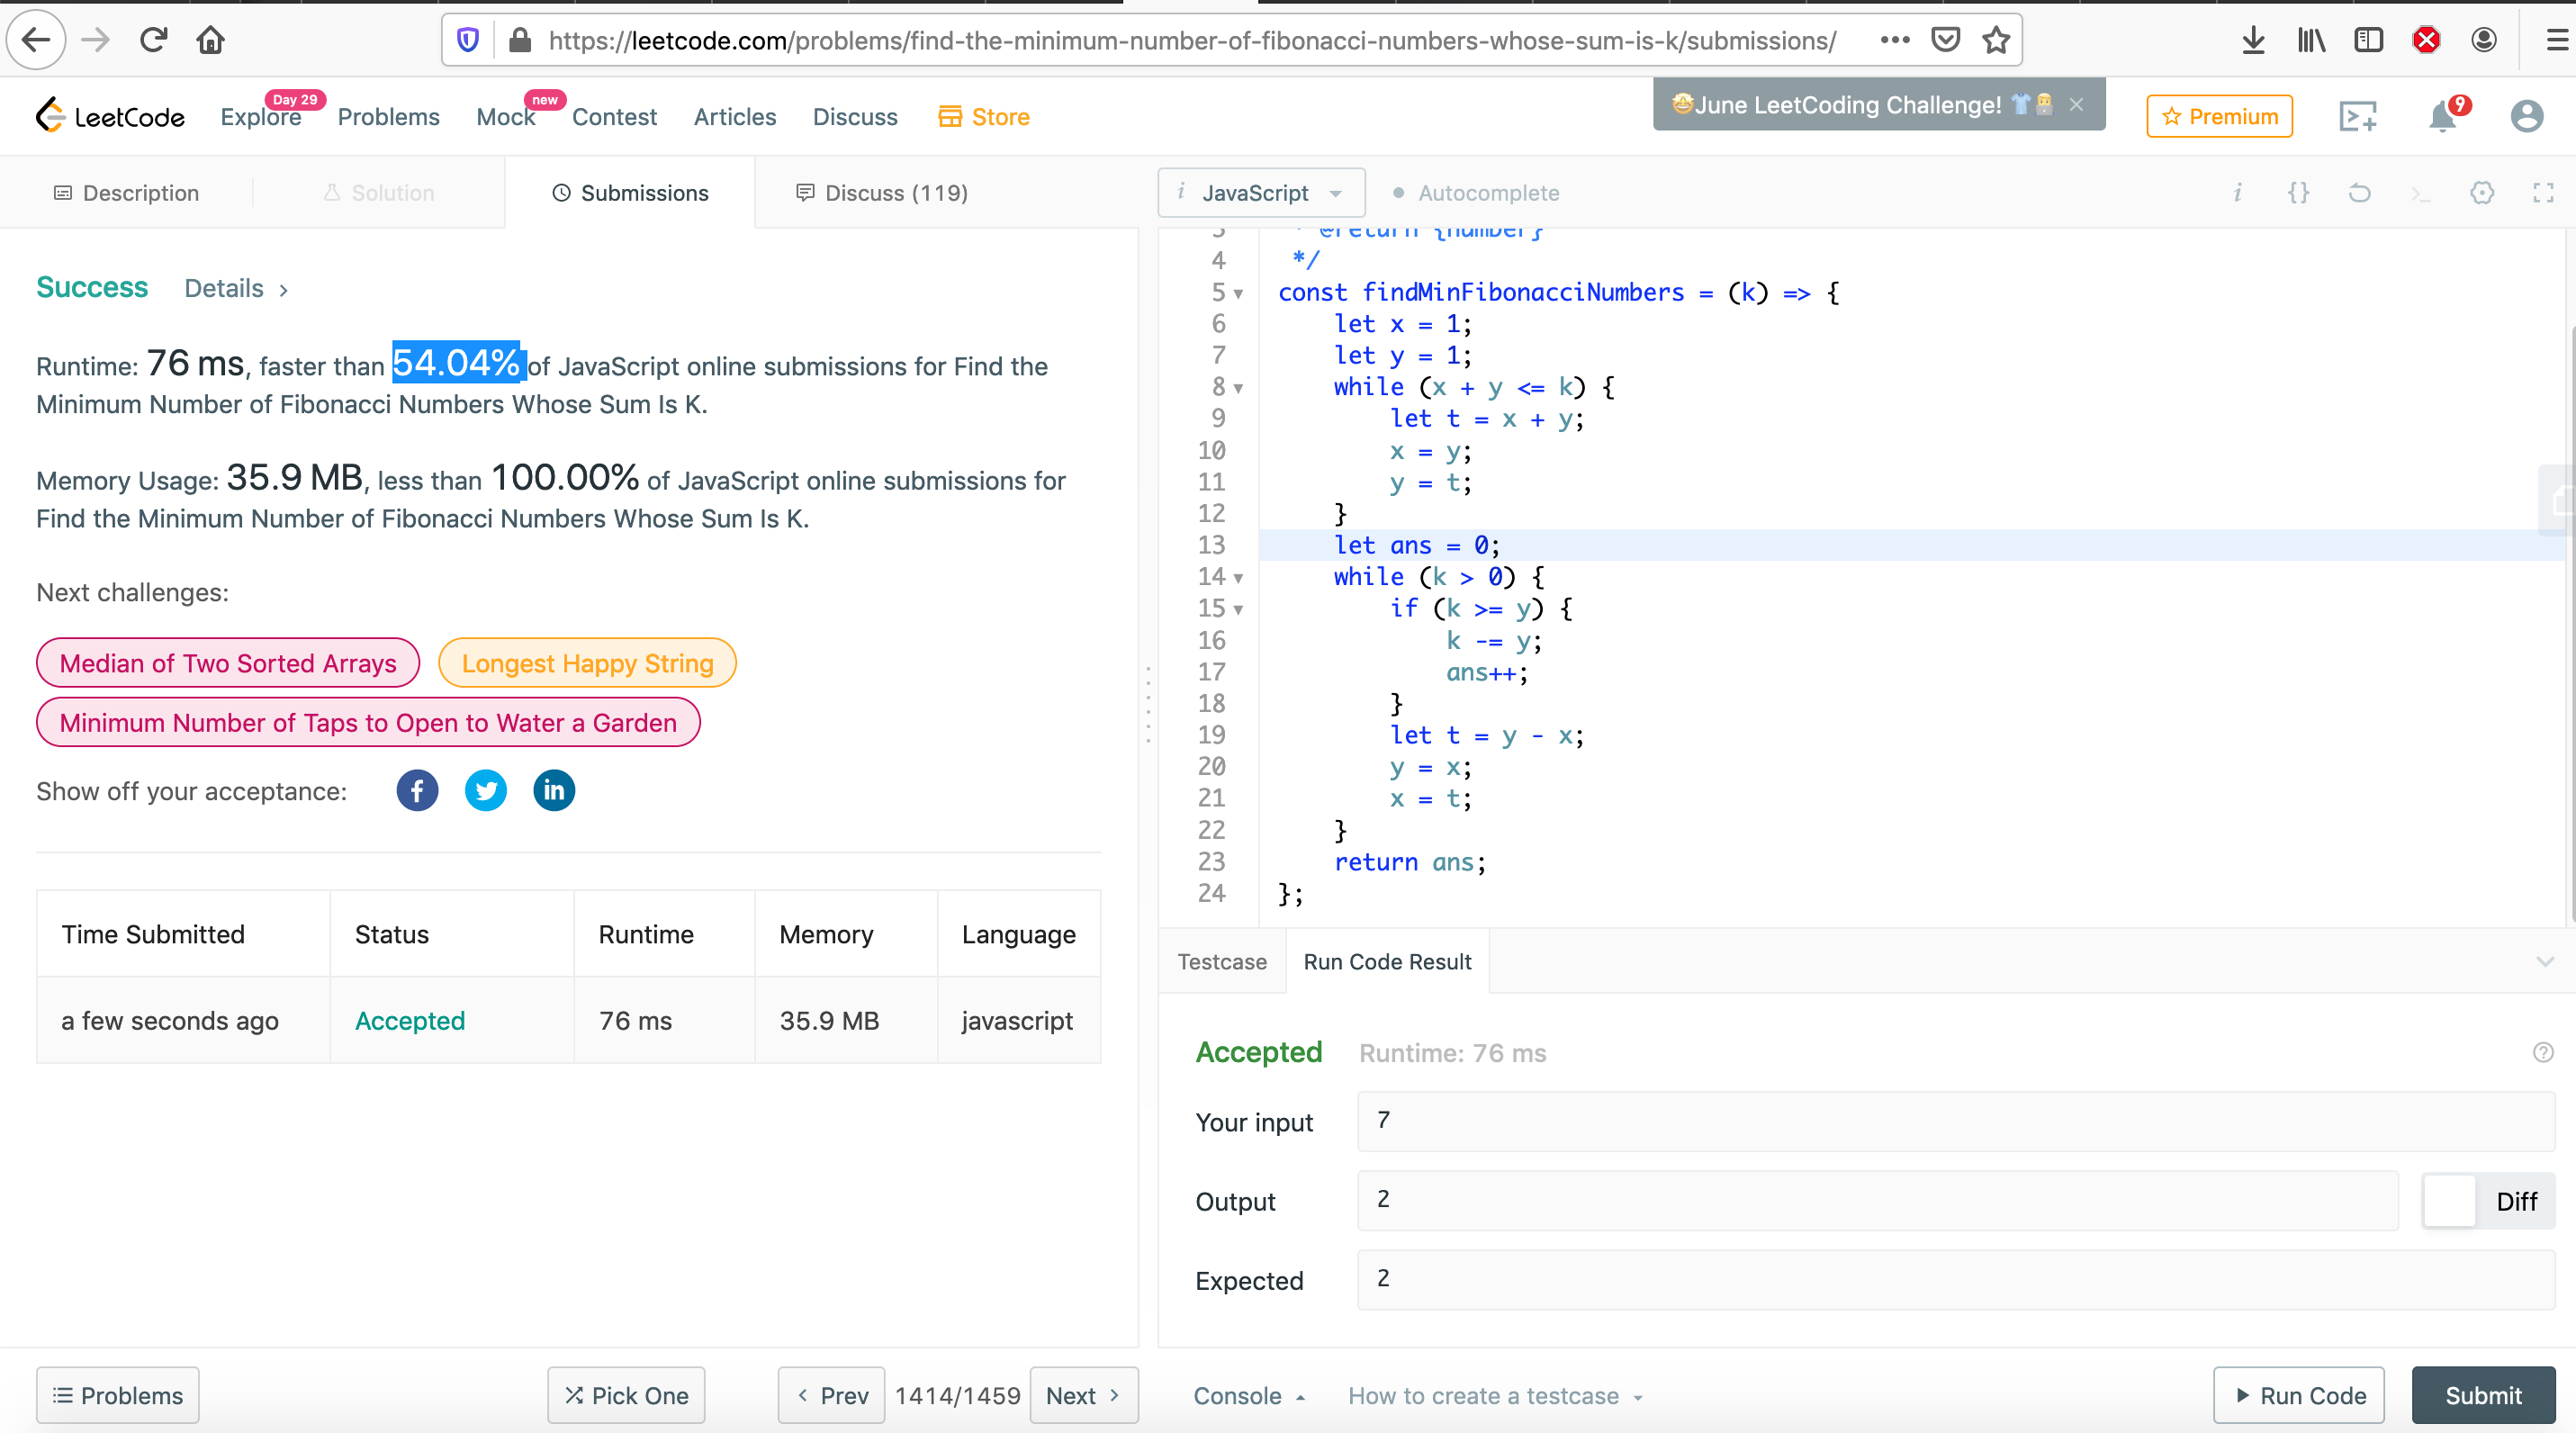 https://leetcode.com/problems/find-the-minimum-number-of-fibonacci-numbers-whose-sum-is-k/submissions/
LeetCode
Explore
Day 29
Problems
Mock
new
Contest
Articles
Discuss
Store
🤩June LeetCoding Challenge!
Premium
9
Description
Solution
Submissions
Discuss (119)
i JavaScript
Autocomplete
Success Details >
Runtime: 76 ms, faster than 54.04% of JavaScript online submissions for Find the
Minimum Number of Fibonacci Numbers Whose Sum Is K.
Memory Usage: 35.9 MB, less than 100.00% of JavaScript online submissions for
Find the Minimum Number of Fibonacci Numbers Whose Sum Is K.
Next challenges:
Median of Two Sorted Arrays
Longest Happy String
Minimum Number of Taps to Open to Water a Garden
Show off your acceptance:
Time Submitted Status Runtime Memory Language
a few seconds ago Accepted 76 ms 35.9 MB javascript
3 * @return {number}
4 */
5 const findMinFibonacciNumbers = (k) => {
6 let x = 1;
7 let y = 1;
8 while (x + y <= k) {
9 let t = x + y;
10 x = y;
11 y = t;
12 }
13 let ans = 0;
14 while (k > 0) {
15 if (k >= y) {
16 k -= y;
17 ans++;
18 }
19 let t = y - x;
20 y = x;
21 x = t;
22 }
23 return ans;
24 };
Testcase
Run Code Result
Accepted Runtime: 76 ms
Your input 7
Output 2
Diff
Expected 2
Problems
Pick One
< Prev
1414/1459
Next >
Console
How to create a testcase
Run Code
Submit